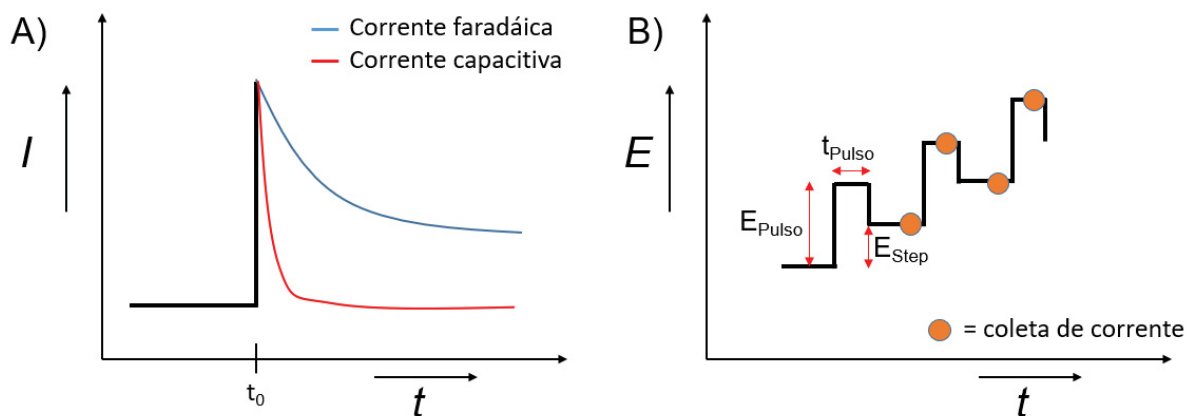 A)
Corrente faradáica
Corrente capacitiva
I
t0
t
B)
E
tPulso
EPulso
EStep
= coleta de corrente
t